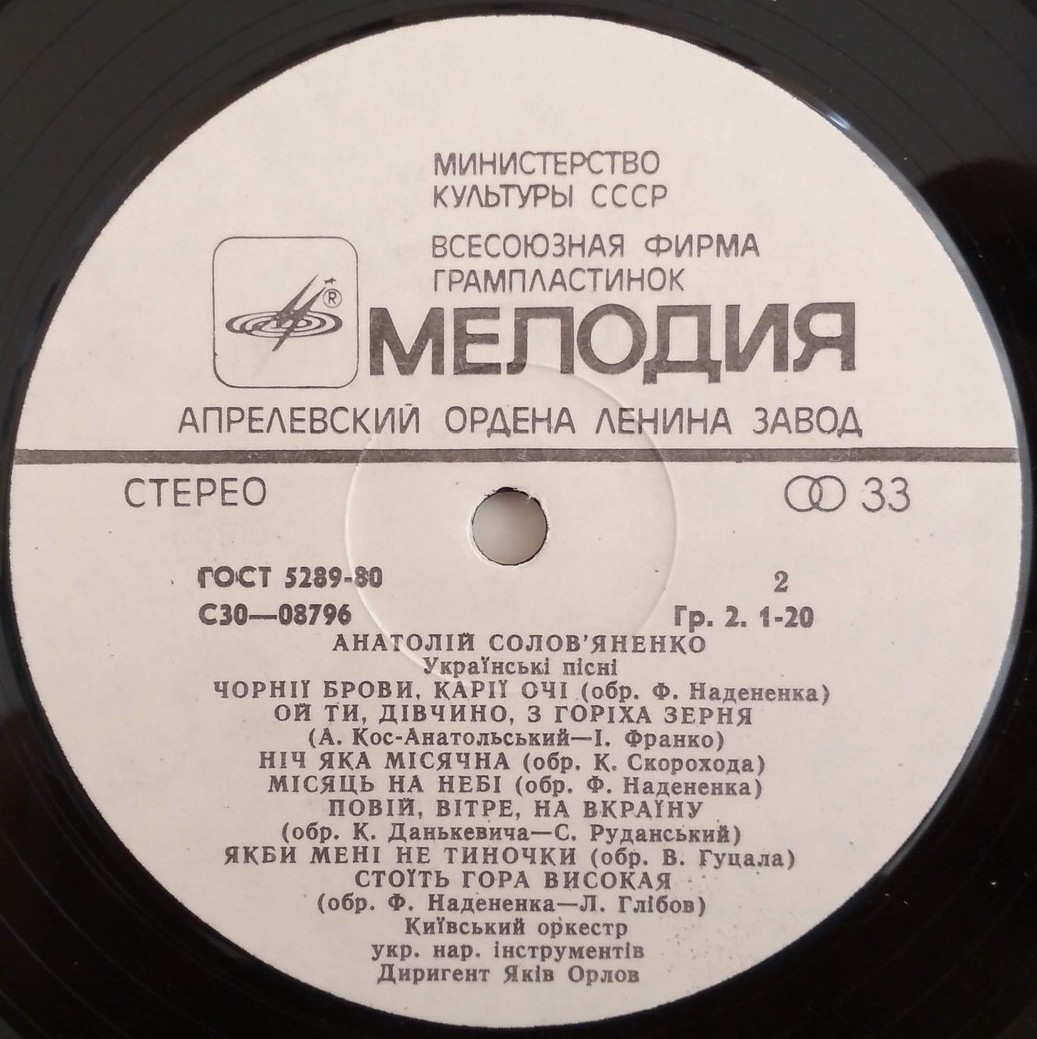 МИНИСТЕРСТВО
КУЛЬТУРЫ СССР
ВСЕСОЮЗНАЯ ФИРМА
ГРАМПЛАСТИНОК
®
МЕЛОДИЯ
АПРЕЛЕВСКИЙ ОРДЕНА ЛЕНИНА ЗАВОД
СТЕРЕО
33
ГОСТ 5289-80
2
С30—08796
Гр. 2. 1-20
АНАТОЛІЙ СОЛОВ'ЯНЕНКО
Українські пісні
ЧОРНІЇ БРОВИ, КАРІЇ ОЧІ (обр. Ф. Надененка)
ОЙ ТИ, ДІВЧИНО, З ГОРІХА ЗЕРНЯ
(А. Кос-Анатольський—І. Франко)
НІЧ ЯКА МІСЯЧНА (обр. К. Скорохода)
МІСЯЦЬ НА НЕБІ (обр. Ф. Надененка)
ПОВІЙ, ВІТРЕ, НА ВКРАЇНУ
(обр. К. Данькевича—С. Руданський)
ЯКБИ МЕНІ НЕ ТИНОЧКИ (обр. В. Гуцала)
СТОЇТЬ ГОРА ВИСОКАЯ
(обр. Ф. Надененка—Л. Глібов)
Київський оркестр
укр. нар. інструментів
Диригент Яків Орлов